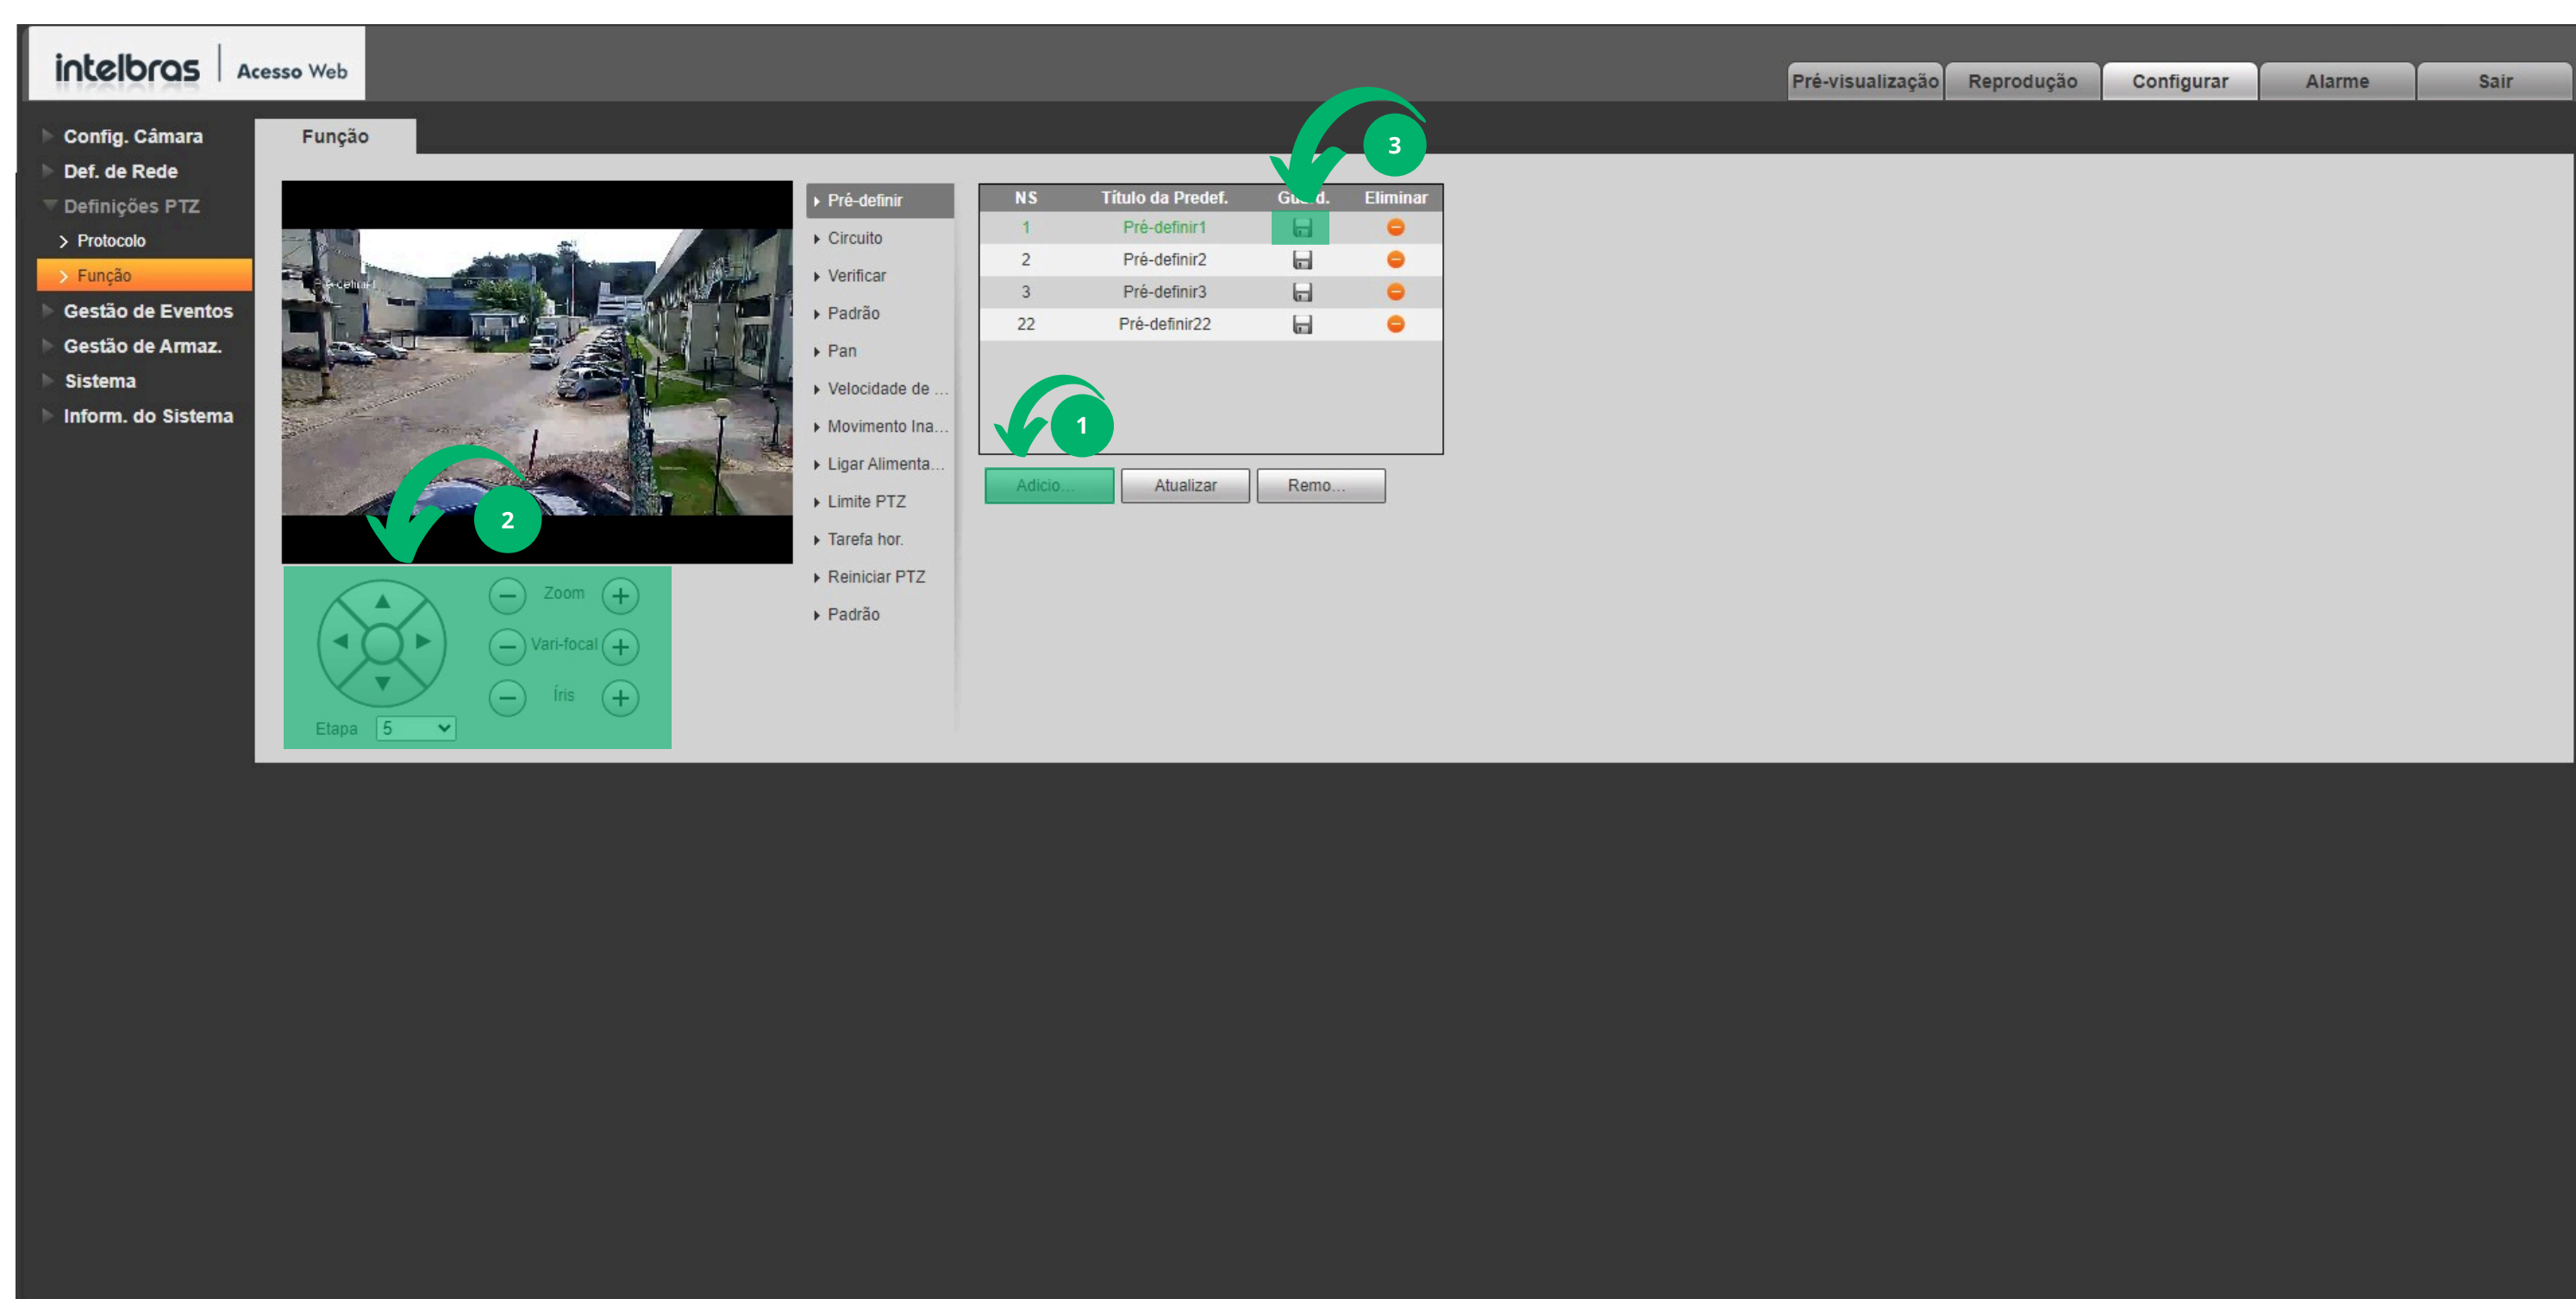 intelbras Acesso Web
Pré-visualização Reprodução Configurar Alarme Sair
Config. Câmara
Def. de Rede
Definições PTZ
Protocolo
Função
Gestão de Eventos
Gestão de Armaz.
Sistema
Inform. do Sistema
Função
Pré-definir
Circuito
Verificar
Padrão
Pan
Velocidade de ...
Movimento Ina...
Ligar Alimenta...
Limite PTZ
Tarefa hor.
Reiniciar PTZ
Padrão
3
NS Título da Predef. Eliminar
1 Pré-definir1
2 Pré-definir2
3 Pré-definir3
22 Pré-definir22
1
Adicio... Atualizar Remo...
2
Zoom
Vari-focal
Íris
Etapa 5